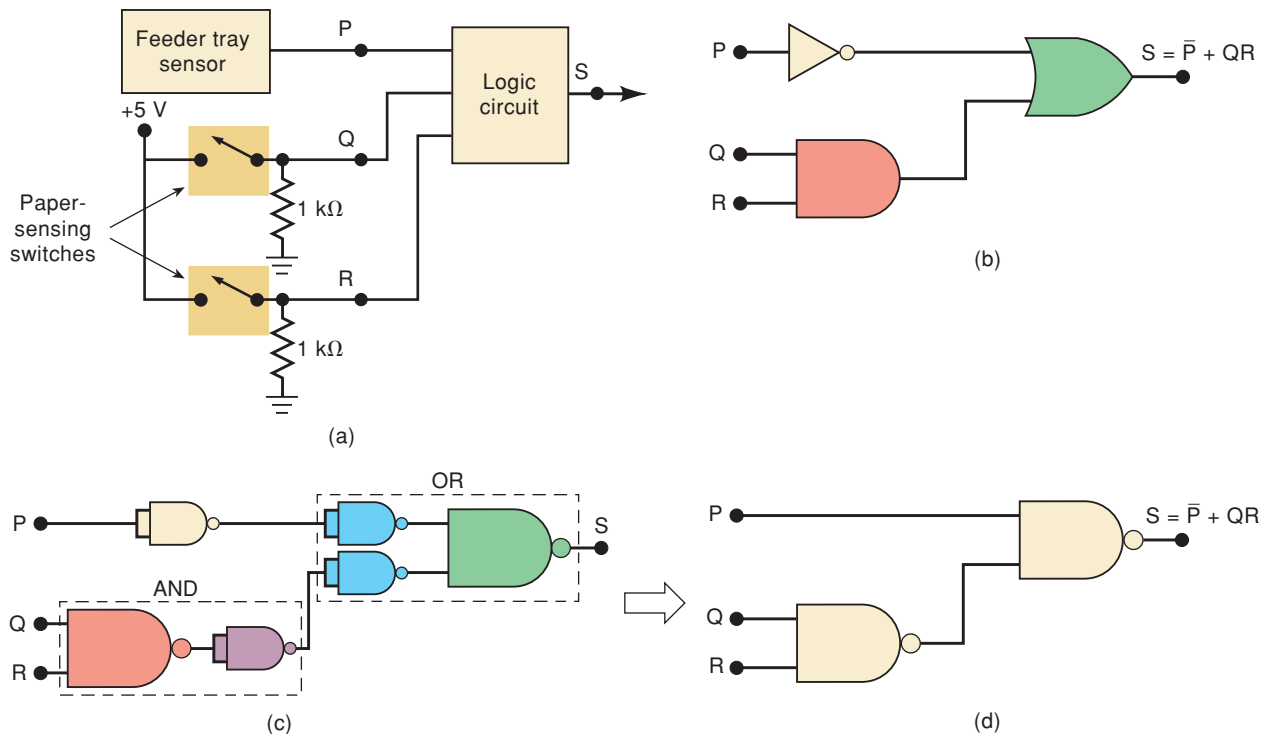 Feeder tray
sensor
P
Logic
circuit
S
+5 V
Q
1 kΩ
Paper-
sensing
switches
R
1 kΩ
(a)
P
S = P̅ + QR
Q
R
(b)
OR
P
S
AND
Q
R
(c)
P
S = P̅ + QR
Q
R
(d)